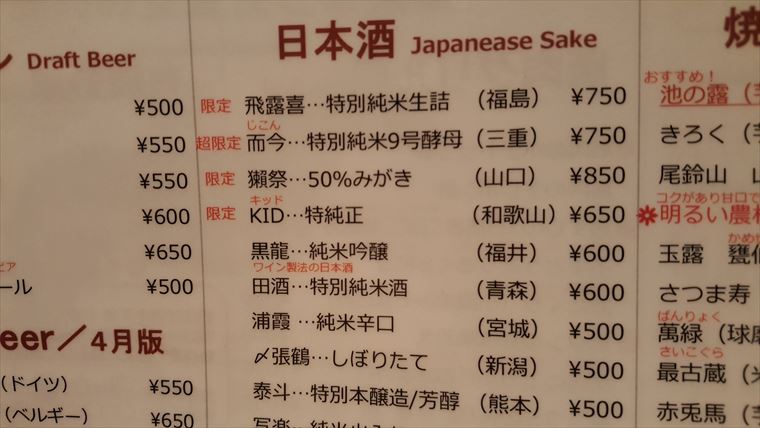 Draft Beer
¥500
¥550
¥550
¥600
¥650
ビア
ール ¥500
eer／4月版
（ドイツ） ¥550
（ベルギー） ¥650
日本酒 Japanease Sake
限定 飛露喜…特別純米生詰 （福島） ¥750
じこん
超限定 而今…特別純米9号酵母 （三重） ¥750
限定 獺祭…50%みがき （山口） ¥850
キッド
限定 KID…特純正 （和歌山） ¥650
黒龍…純米吟醸 （福井） ¥600
ワイン製法の日本酒
田酒…特別純米酒 （青森） ¥600
浦霞 …純米辛口 （宮城） ¥500
〆張鶴…しぼりたて （新潟） ¥500
泰斗…特別本醸造/芳醇 （熊本） ¥500
焼
おすすめ！
池の露（
きろく（
尾鈴山
コクがあり甘口で
※明るい農
玉露 甕
さつま寿
ばんりょく
萬緑（球
さいこぐら
最古蔵（
赤兎馬（